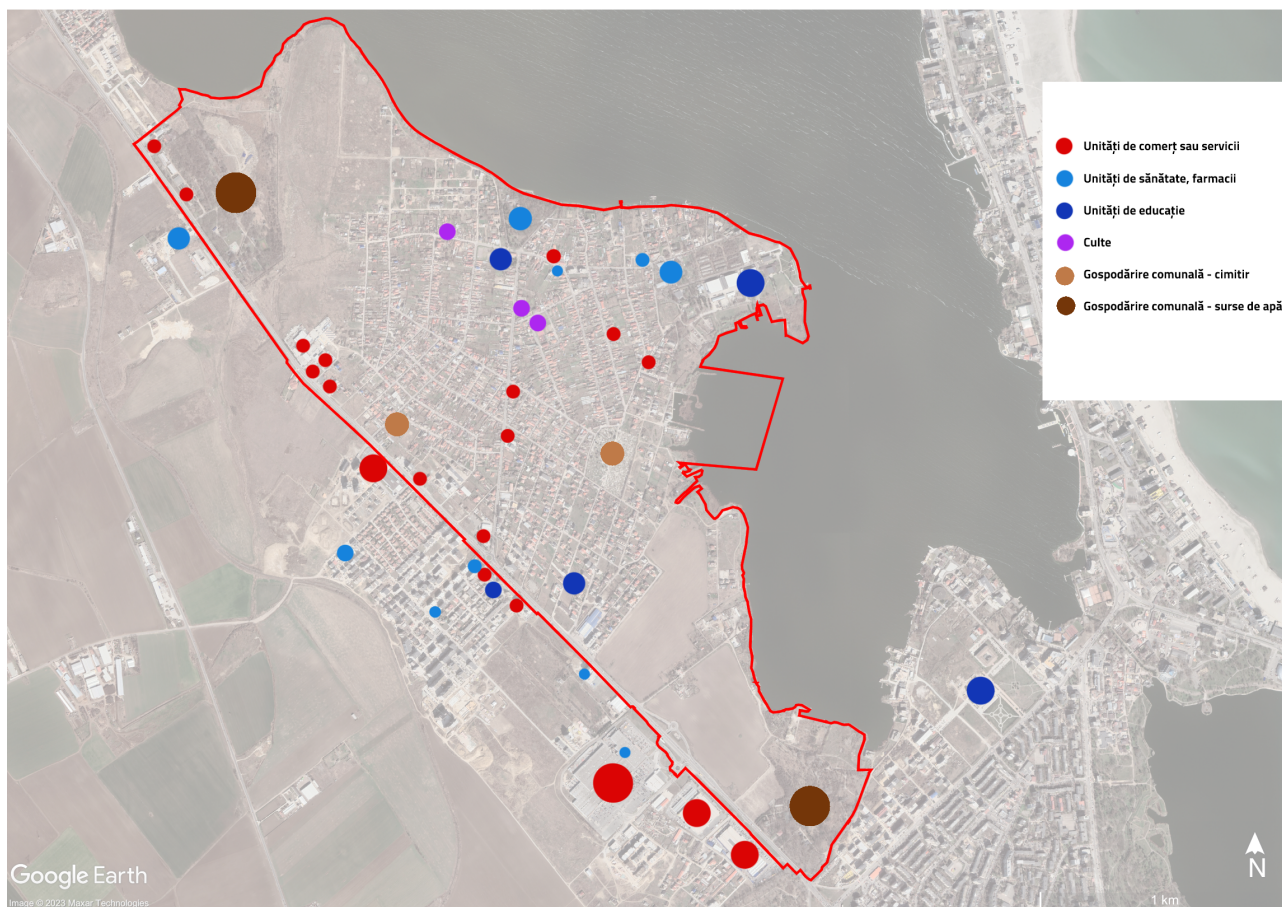 Unități de comerț sau servicii
Unități de sănătate, farmacii
Unități de educație
Culte
Gospodărire comunală - cimitir
Gospodărire comunală - surse de apă
Google Earth
Image © 2023 Maxar Technologies
N
1 km